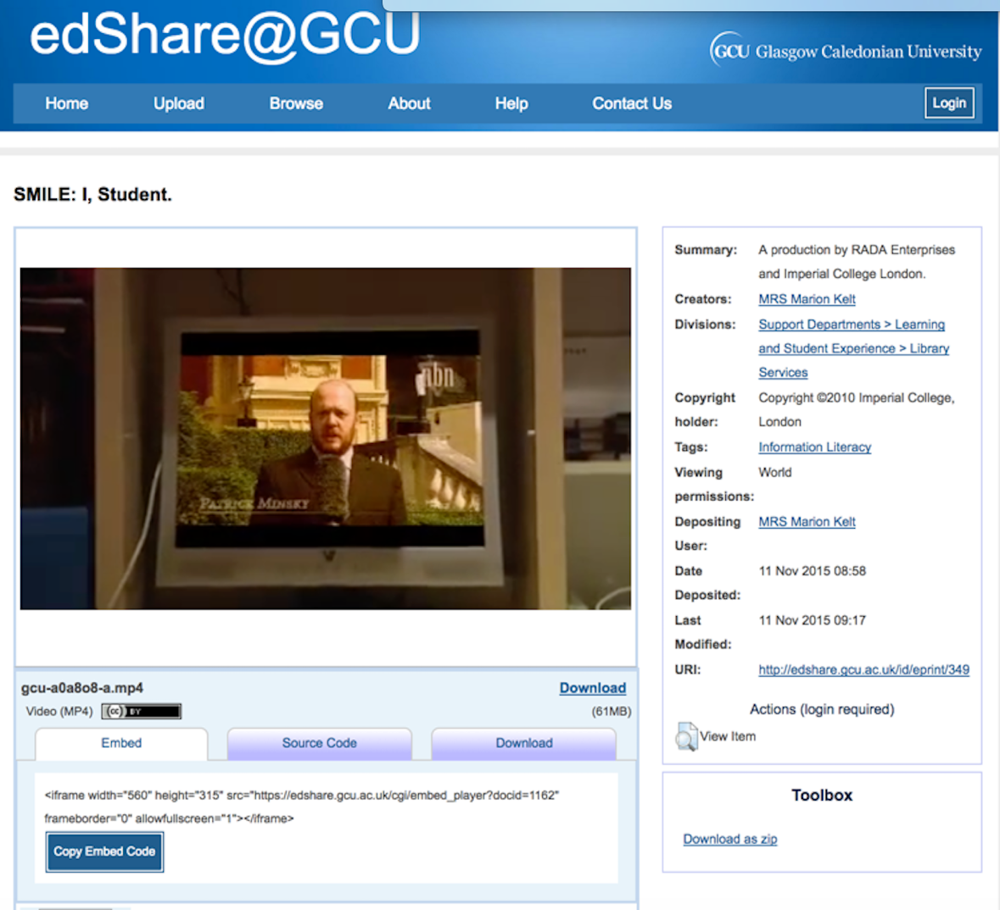 edShare@GCU
GCU Glasgow Caledonian University
Home Upload Browse About Help Contact Us Login
SMILE: I, Student.
nbn
PATRICK MINSKY
gcu-a0a8o8-a.mp4 Download
Video (MP4) (cc) BY (61MB)
Embed Source Code Download
<iframe width="560" height="315" src="https://edshare.gcu.ac.uk/cgi/embed_player?docid=1162"
frameborder="0" allowfullscreen="1"></iframe>
Copy Embed Code
Summary: A production by RADA Enterprises
and Imperial College London.
Creators: MRS Marion Kelt
Divisions: Support Departments > Learning
and Student Experience > Library
Services
Copyright Copyright ©2010 Imperial College,
holder: London
Tags: Information Literacy
Viewing World
permissions:
Depositing MRS Marion Kelt
User:
Date 11 Nov 2015 08:58
Deposited:
Last 11 Nov 2015 09:17
Modified:
URI: http://edshare.gcu.ac.uk/id/eprint/349
Actions (login required)
View Item
Toolbox
Download as zip